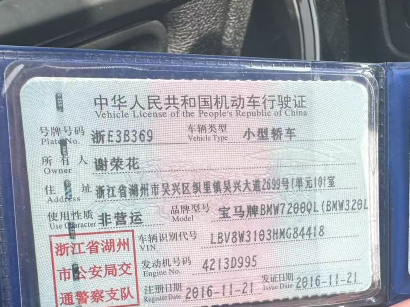 中华人民共和国机动车行驶证
Vehicle License of the People's Republic of China
号牌号码 浙E3B369 车辆类型 小型轿车
Plate No. Vehicle Type
所有人 谢荣花
Owner
住址 浙江省湖州市吴兴区织里镇吴兴大道2699号1单元101室
Address
使用性质 非营运 品牌型号 宝马牌BMW7200QL(BMW320L
Use Character
浙江省湖州 车辆识别代号 LBV8W3103HMG84418
VIN
市公安局交 发动机号码 4213D995
Engine No.
通警察支队 注册日期 2016-11-21 发证日期 2016-11-21
Register Date Issue Date